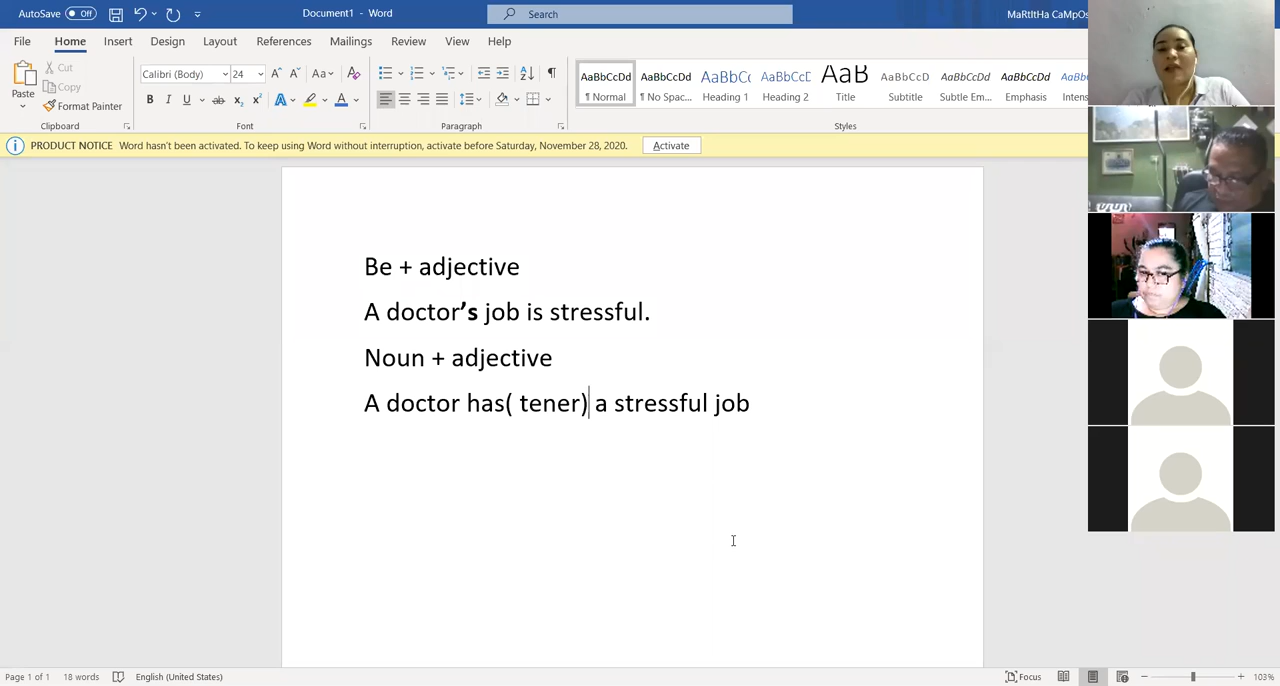 AutoSave Off Document1 - Word Search MaRtItHa CaMpOs
File Home Insert Design Layout References Mailings Review View Help
Cut
Copy
Paste
Format Painter
Clipboard
Calibri (Body) 24
Font
Paragraph
AaBbCcDd AaBbCcDd AaBbCc AaBbCcE AaB AaBbCcD AaBbCcDd AaBbCcDd
¶ Normal ¶ No Spac... Heading 1 Heading 2 Title Subtitle Subtle Em... Emphasis Intens
Styles
PRODUCT NOTICE Word hasn't been activated. To keep using Word without interruption, activate before Saturday, November 28, 2020. Activate
Be + adjective
A doctor's job is stressful.
Noun + adjective
A doctor has( tener) a stressful job
Page 1 of 1 18 words English (United States) Focus 103%